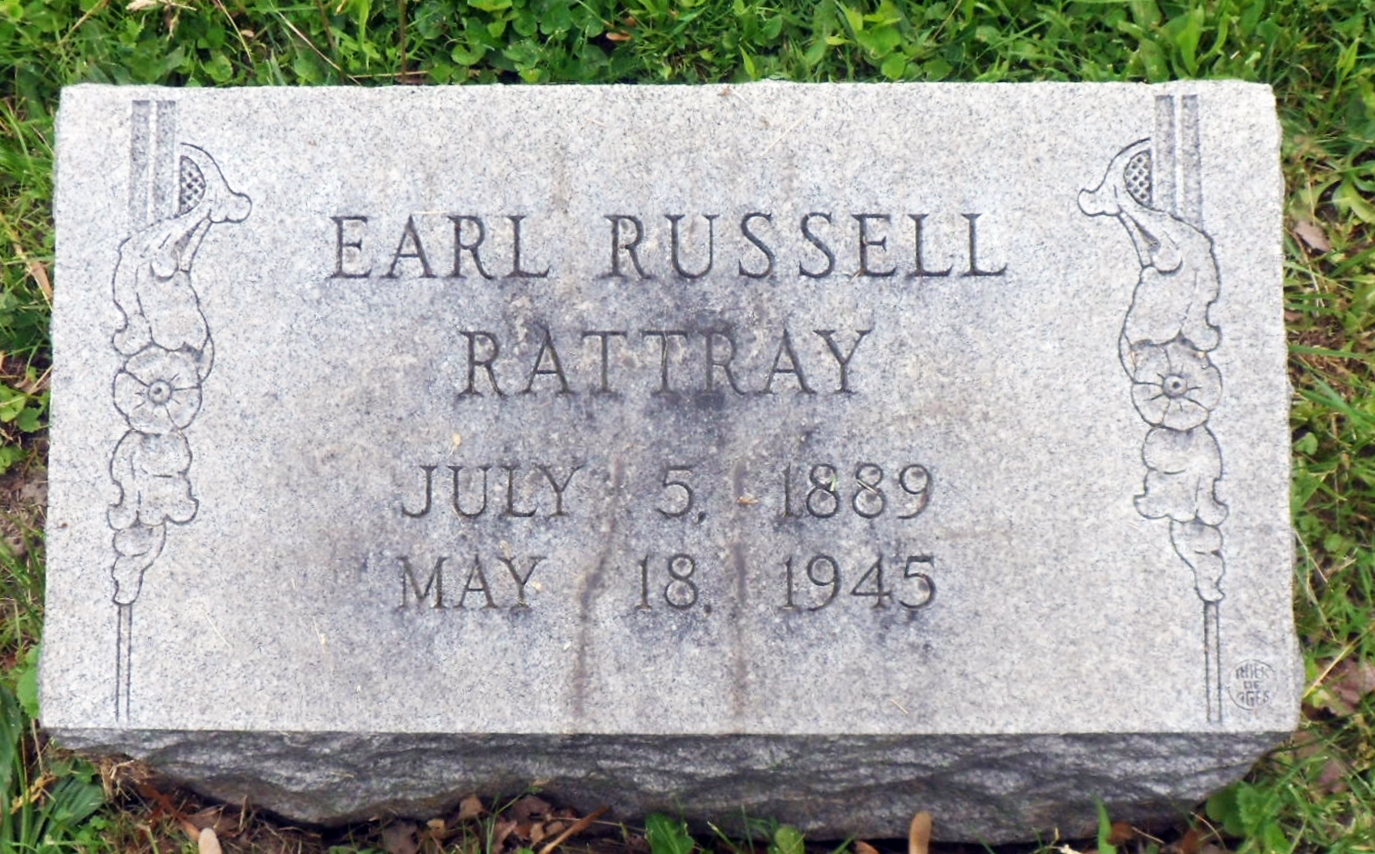 EARL RUSSELL
RATTRAY
JULY 5, 1889
MAY 18, 1945